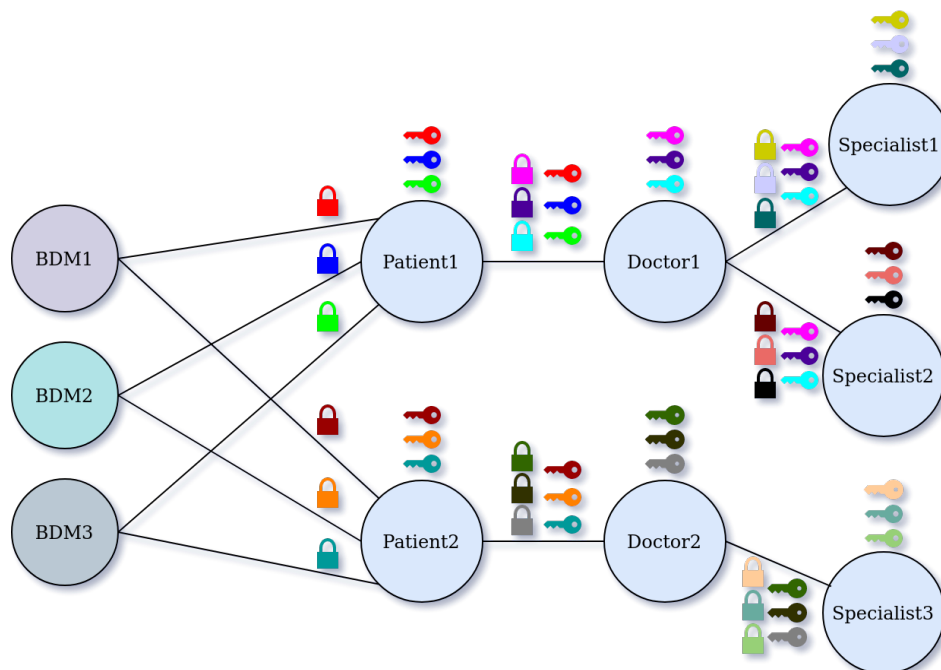 Specialist1
BDM1
Patient1
Doctor1
BDM2
Specialist2
BDM3
Patient2
Doctor2
Specialist3